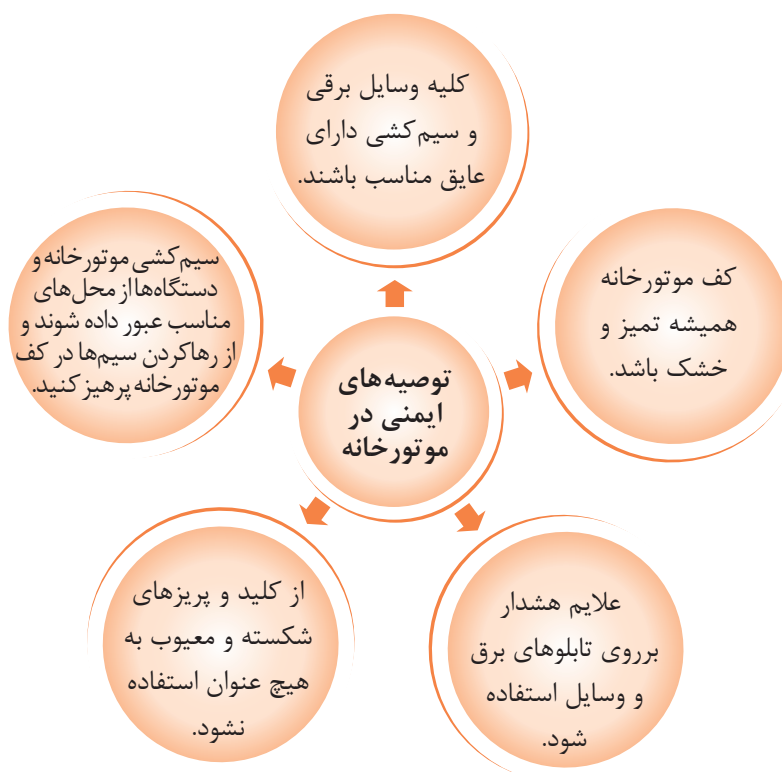 کلیه وسایل برقی
و سیم‌کشی دارای
عایق مناسب باشند.
کف موتورخانه
همیشه تمیز و
خشک باشد.
سیم‌کشی موتورخانه و
دستگاه‌ها از محل‌های
مناسب عبور داده شوند و
از رهاکردن سیم‌ها در کف
موتورخانه پرهیز کنید.
توصیه‌های
ایمنی در
موتورخانه
علایم هشدار
برروی تابلوهای برق
و وسایل استفاده
شود.
از کلید و پریزهای
شکسته و معیوب به
هیچ عنوان استفاده
نشود.